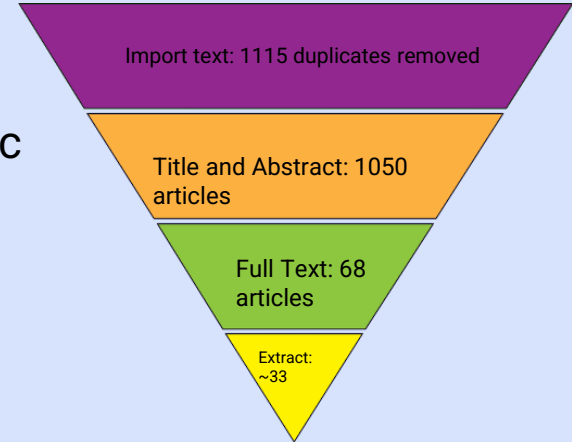 Import text: 1115 duplicates removed
c
Title and Abstract: 1050
articles
Full Text: 68
articles
Extract:
~33